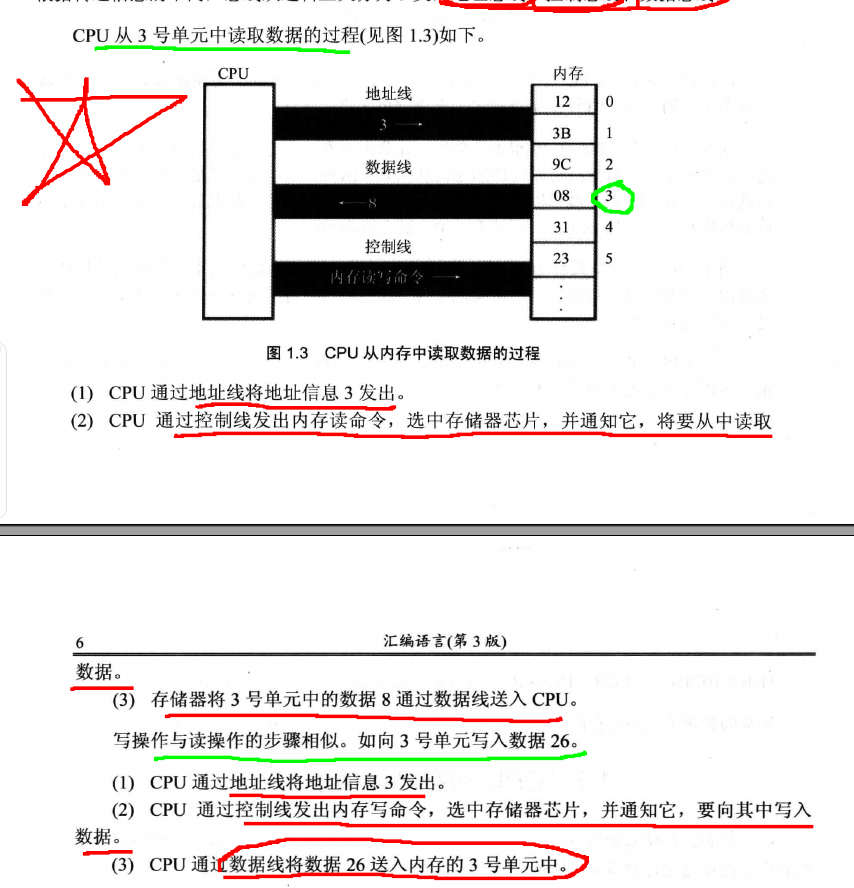 CPU 从 3 号单元中读取数据的过程(见图 1.3)如下。
CPU
内存
地址线
12 0
3 →
3B 1
数据线
9C 2
← 8
08 3
31 4
控制线
23 5
内存读写命令 →
图 1.3 CPU 从内存中读取数据的过程
(1) CPU 通过地址线将地址信息 3 发出。
(2) CPU 通过控制线发出内存读命令，选中存储器芯片，并通知它，将要从中读取
6 汇编语言(第 3 版)
数据。
(3) 存储器将 3 号单元中的数据 8 通过数据线送入 CPU。
写操作与读操作的步骤相似。如向 3 号单元写入数据 26。
(1) CPU 通过地址线将地址信息 3 发出。
(2) CPU 通过控制线发出内存写命令，选中存储器芯片，并通知它，要向其中写入
数据。
(3) CPU 通过数据线将数据 26 送入内存的 3 号单元中。